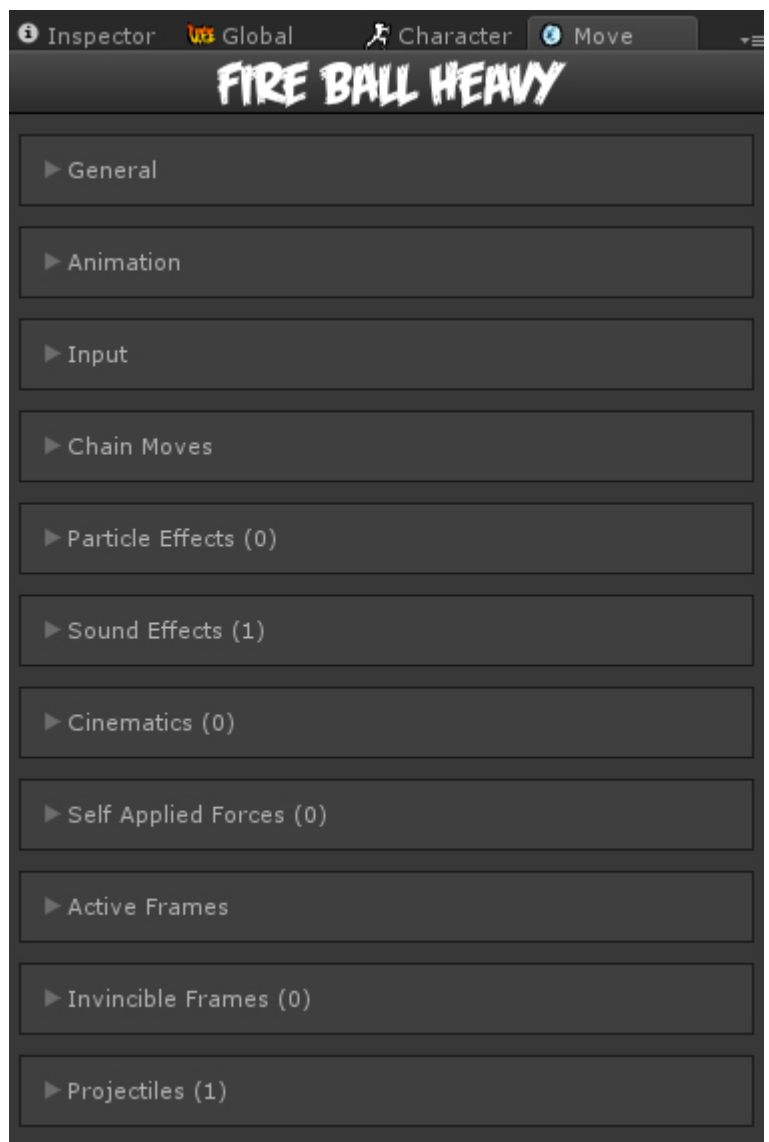 Inspector UFE Global Character Move
FIRE BALL HEAVY
General
Animation
Input
Chain Moves
Particle Effects (0)
Sound Effects (1)
Cinematics (0)
Self Applied Forces (0)
Active Frames
Invincible Frames (0)
Projectiles (1)